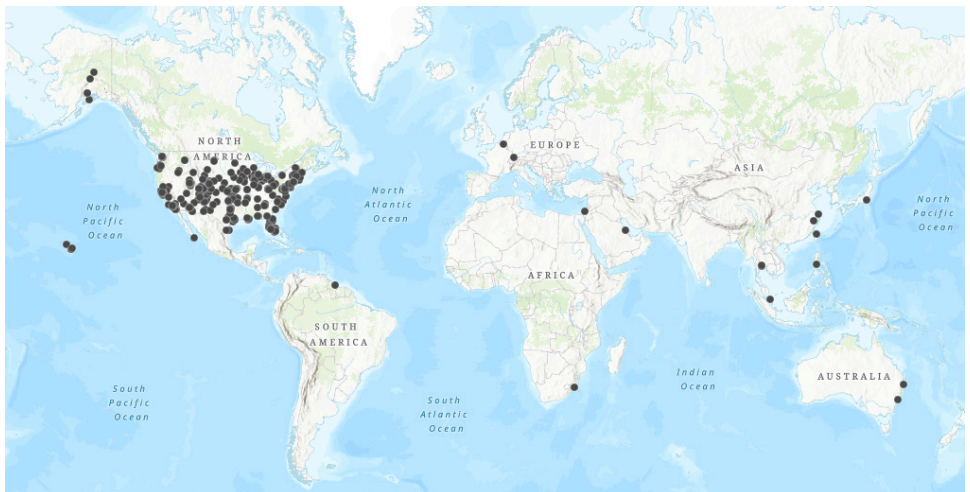 NORTH
AMERICA
EUROPE
ASIA
North
Pacific
Ocean
North
Atlantic
Ocean
North
Pacific
Ocean
AFRICA
SOUTH
AMERICA
Indian
Ocean
AUSTRALIA
South
Pacific
Ocean
South
Atlantic
Ocean